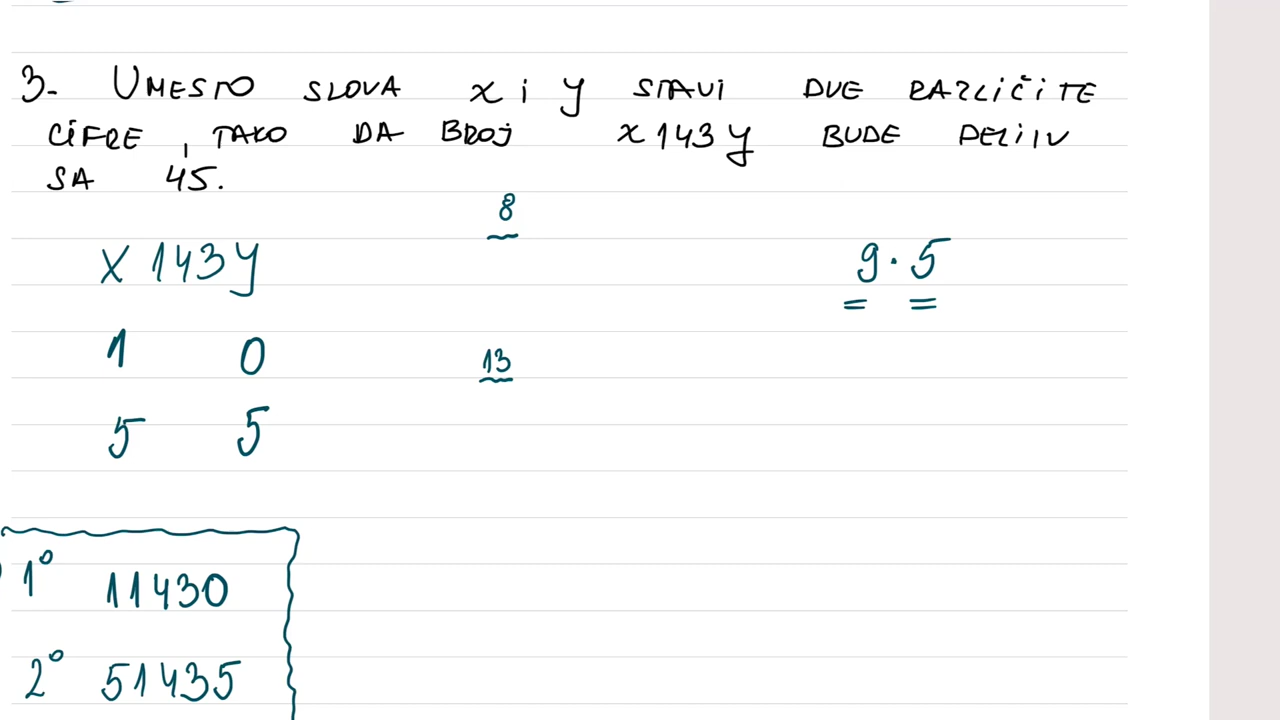 3. UMESTO SLOVA x i y STAVI DVE RAZLIČITE
CIFRE, TAKO DA BROJ x143y BUDE DELJIV
SA 45.
8
x143y 9·5
1 0 13
5 5
1° 11430
2° 51435